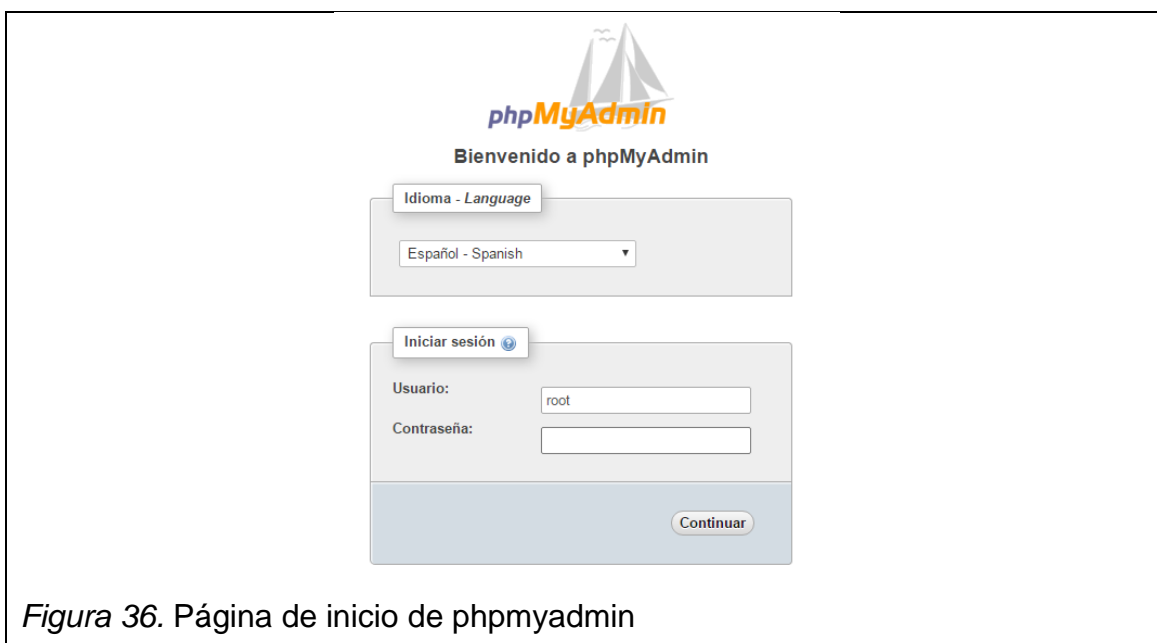 phpMyAdmin
Bienvenido a phpMyAdmin
Idioma - Language
Español - Spanish
Iniciar sesión
Usuario:
root
Contraseña:
Continuar
Figura 36. Página de inicio de phpmyadmin